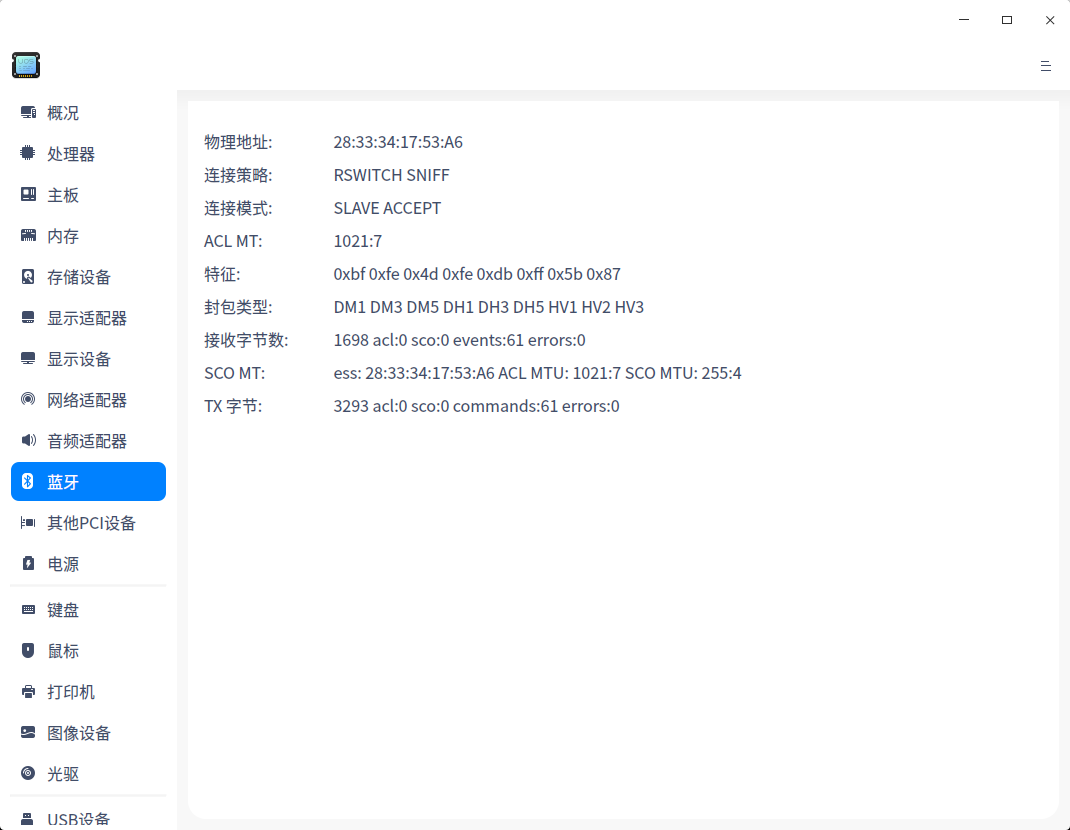 UOS
概况
处理器
主板
内存
存储设备
显示适配器
显示设备
网络适配器
音频适配器
蓝牙
其他PCI设备
电源
键盘
鼠标
打印机
图像设备
光驱
USB设备
物理地址: 28:33:34:17:53:A6
连接策略: RSWITCH SNIFF
连接模式: SLAVE ACCEPT
ACL MT: 1021:7
特征: 0xbf 0xfe 0x4d 0xfe 0xdb 0xff 0x5b 0x87
封包类型: DM1 DM3 DM5 DH1 DH3 DH5 HV1 HV2 HV3
接收字节数: 1698 acl:0 sco:0 events:61 errors:0
SCO MT: ess: 28:33:34:17:53:A6 ACL MTU: 1021:7 SCO MTU: 255:4
TX 字节: 3293 acl:0 sco:0 commands:61 errors:0